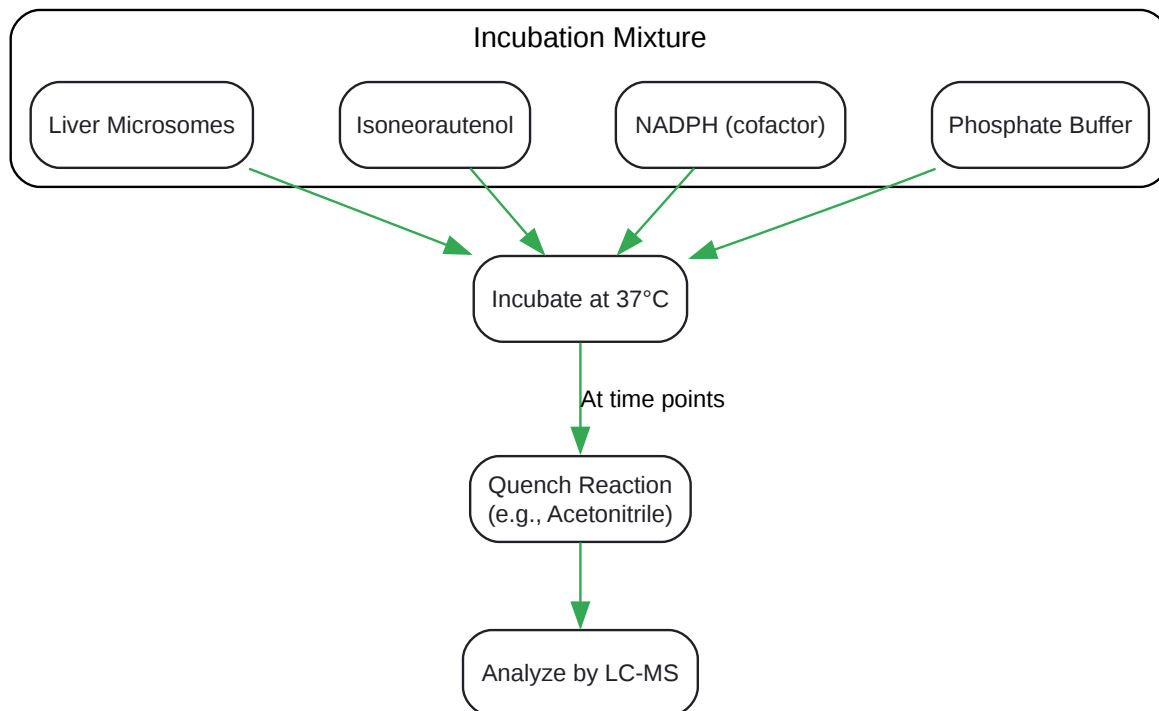 Incubation Mixture
Liver Microsomes
Isoneorautenol
NADPH (cofactor)
Phosphate Buffer
Incubate at 37°C
At time points
Quench Reaction
(e.g., Acetonitrile)
Analyze by LC-MS